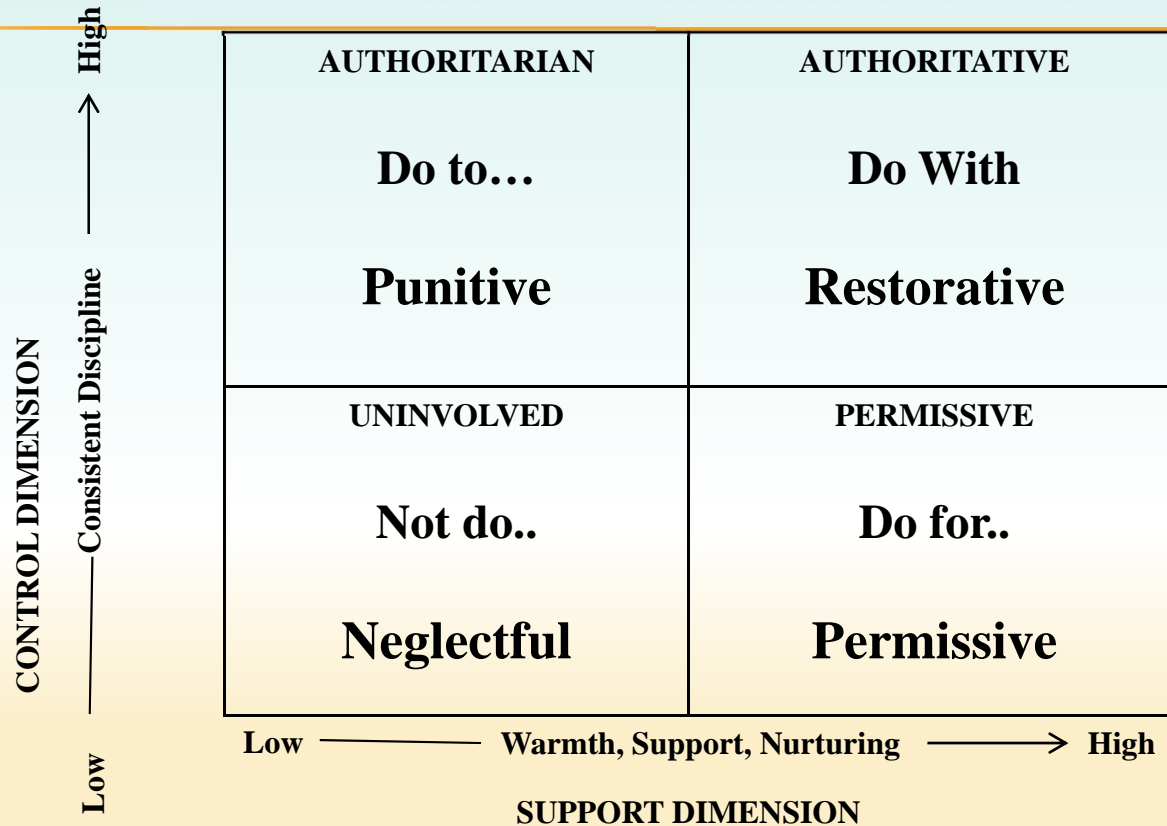 CONTROL DIMENSION
Low
Consistent Discipline
High
AUTHORITARIAN
Do to…
Punitive
AUTHORITATIVE
Do With
Restorative
UNINVOLVED
Not do..
Neglectful
PERMISSIVE
Do for..
Permissive
Low
Warmth, Support, Nurturing
High
SUPPORT DIMENSION